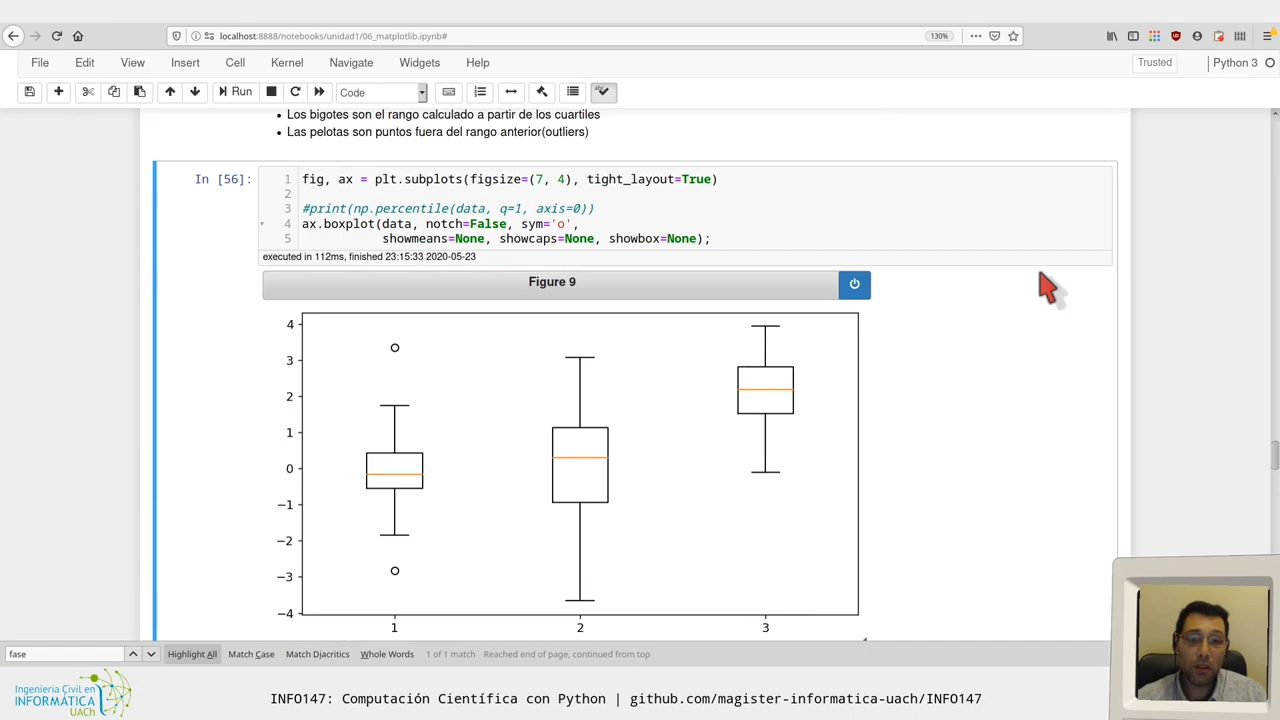 localhost:8888/notebooks/unidad1/06_matplotlib.ipynb#
130%
File Edit View Insert Cell Kernel Navigate Widgets Help
Trusted
Python 3
Run
Code
Los bigotes son el rango calculado a partir de los cuartiles
Las pelotas son puntos fuera del rango anterior(outliers)
In [56]:
1 fig, ax = plt.subplots(figsize=(7, 4), tight_layout=True)
2
3 #print(np.percentile(data, q=1, axis=0))
4 ax.boxplot(data, notch=False, sym='o',
5 showmeans=None, showcaps=None, showbox=None);
executed in 112ms, finished 23:15:33 2020-05-23
Figure 9
4
3
2
1
0
−1
−2
−3
−4
1 2 3
fase
Highlight All Match Case Match Diacritics Whole Words 1 of 1 match Reached end of page, continued from top
Ingeniería Civil en
INFORMÁTICA
UACh
INFO147: Computación Científica con Python | github.com/magister-informatica-uach/INFO147